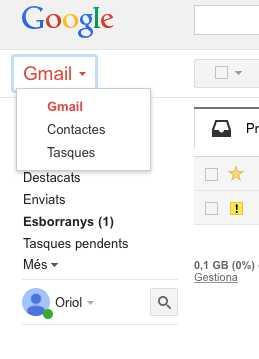 Google
Gmail
Gmail
Contactes
Tasques
Destacats
Enviats
Esborranys (1)
Tasques pendents
Més
Oriol
Pr
0,1 GB (0%)
Gestiona